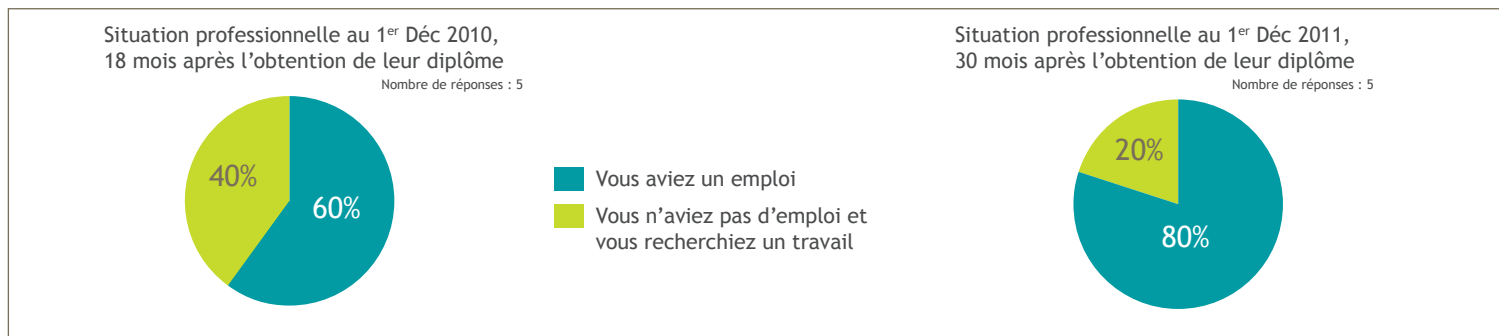 Situation professionnelle au 1er Déc 2010,
18 mois après l’obtention de leur diplôme
Nombre de réponses : 5
40%
60%
Vous aviez un emploi
Vous n’aviez pas d’emploi et
vous recherchiez un travail
Situation professionnelle au 1er Déc 2011,
30 mois après l’obtention de leur diplôme
Nombre de réponses : 5
20%
80%